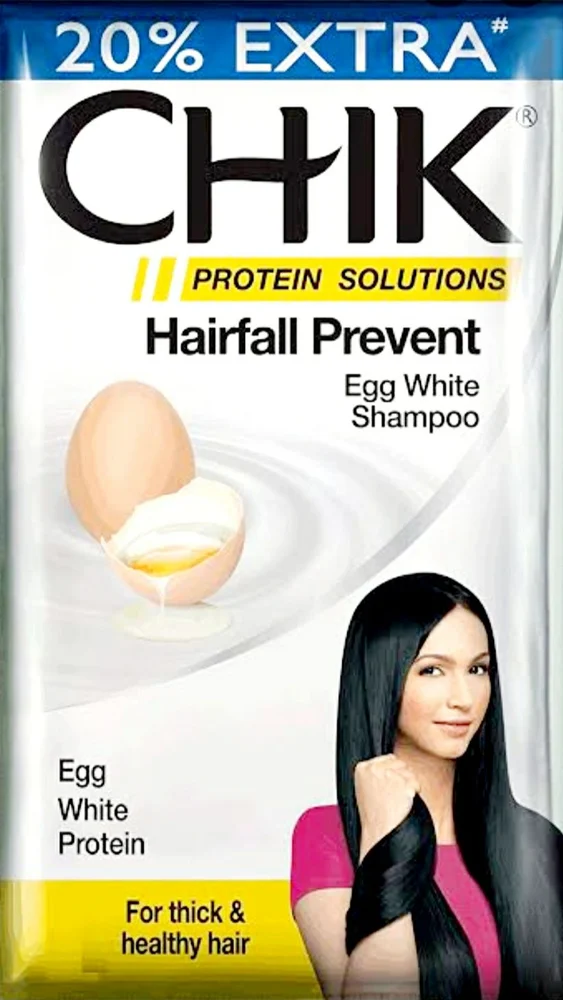 20% EXTRA#
CHIK®
PROTEIN SOLUTIONS
Hairfall Prevent
Egg White
Shampoo
Egg
White
Protein
For thick &
healthy hair